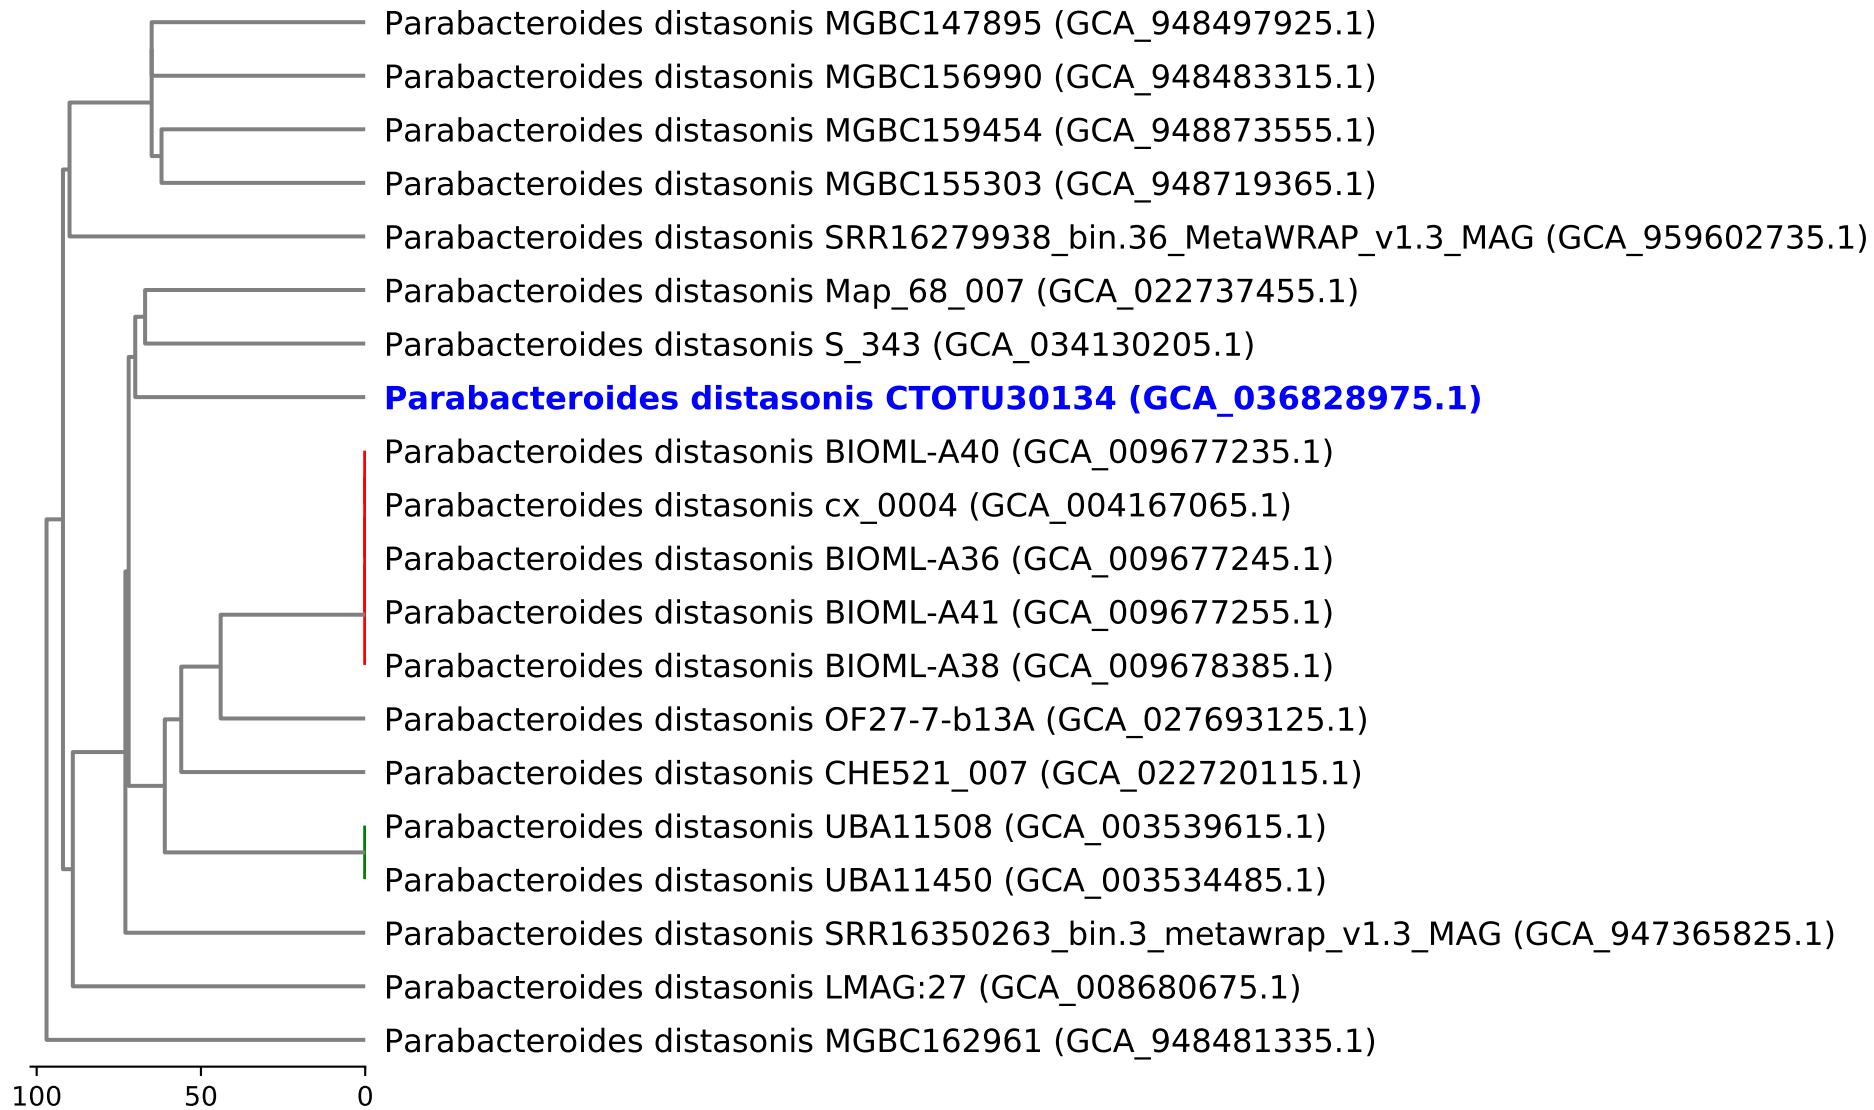 Parabacteroides distasonis MGBC147895 (GCA_948497925.1)
Parabacteroides distasonis MGBC156990 (GCA_948483315.1)
Parabacteroides distasonis MGBC159454 (GCA_948873555.1)
Parabacteroides distasonis MGBC155303 (GCA_948719365.1)
Parabacteroides distasonis SRR16279938_bin.36_MetaWRAP_v1.3_MAG (GCA_959602735.1)
Parabacteroides distasonis Map_68_007 (GCA_022737455.1)
Parabacteroides distasonis S_343 (GCA_034130205.1)
Parabacteroides distasonis CTOTU30134 (GCA_036828975.1)
Parabacteroides distasonis BIOML-A40 (GCA_009677235.1)
Parabacteroides distasonis cx_0004 (GCA_004167065.1)
Parabacteroides distasonis BIOML-A36 (GCA_009677245.1)
Parabacteroides distasonis BIOML-A41 (GCA_009677255.1)
Parabacteroides distasonis BIOML-A38 (GCA_009678385.1)
Parabacteroides distasonis OF27-7-b13A (GCA_027693125.1)
Parabacteroides distasonis CHE521_007 (GCA_022720115.1)
Parabacteroides distasonis UBA11508 (GCA_003539615.1)
Parabacteroides distasonis UBA11450 (GCA_003534485.1)
Parabacteroides distasonis SRR16350263_bin.3_metawrap_v1.3_MAG (GCA_947365825.1)
Parabacteroides distasonis LMAG:27 (GCA_008680675.1)
Parabacteroides distasonis MGBC162961 (GCA_948481335.1)
100 50 0